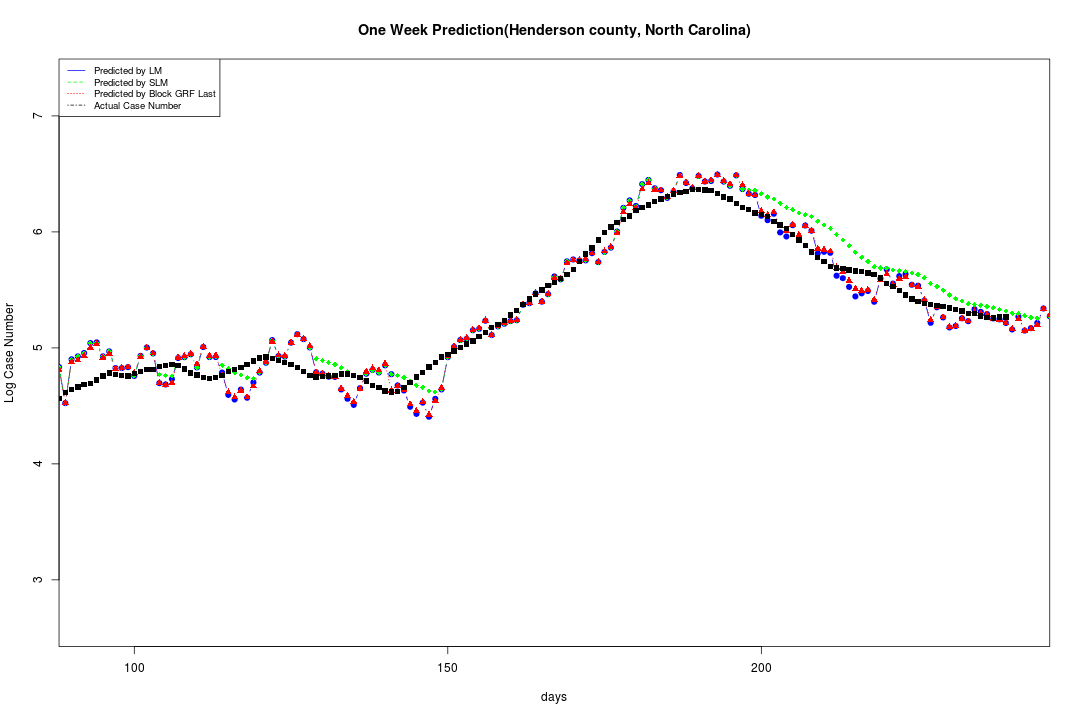 One Week Prediction(Henderson county, North Carolina)
Predicted by LM
Predicted by SLM
Predicted by Block GRF Last
Actual Case Number
7
6
5
4
3
Log Case Number
100 150 200
days